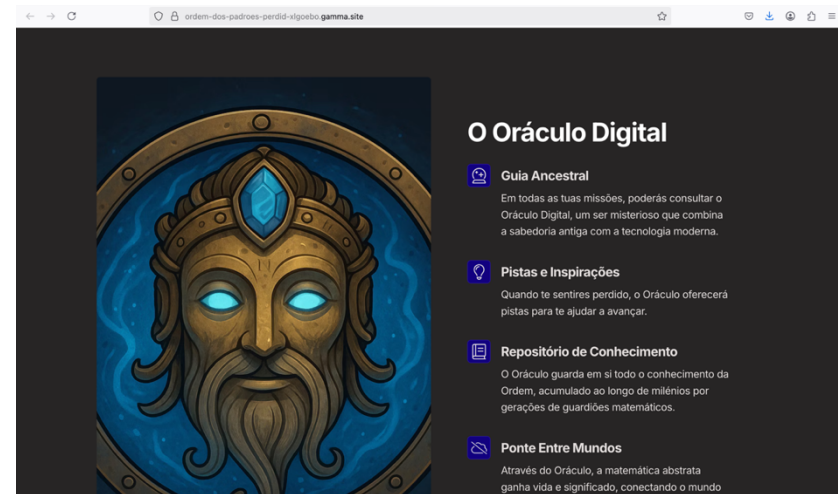 ordem-dos-padroes-perdid-xlgoebo.gamma.site
O Oráculo Digital
Guia Ancestral
Em todas as tuas missões, poderás consultar o
Oráculo Digital, um ser misterioso que combina
a sabedoria antiga com a tecnologia moderna.
Pistas e Inspirações
Quando te sentires perdido, o Oráculo oferecerá
pistas para te ajudar a avançar.
Repositório de Conhecimento
O Oráculo guarda em si todo o conhecimento da
Ordem, acumulado ao longo de milénios por
gerações de guardiões matemáticos.
Ponte Entre Mundos
Através do Oráculo, a matemática abstrata
ganha vida e significado, conectando o mundo